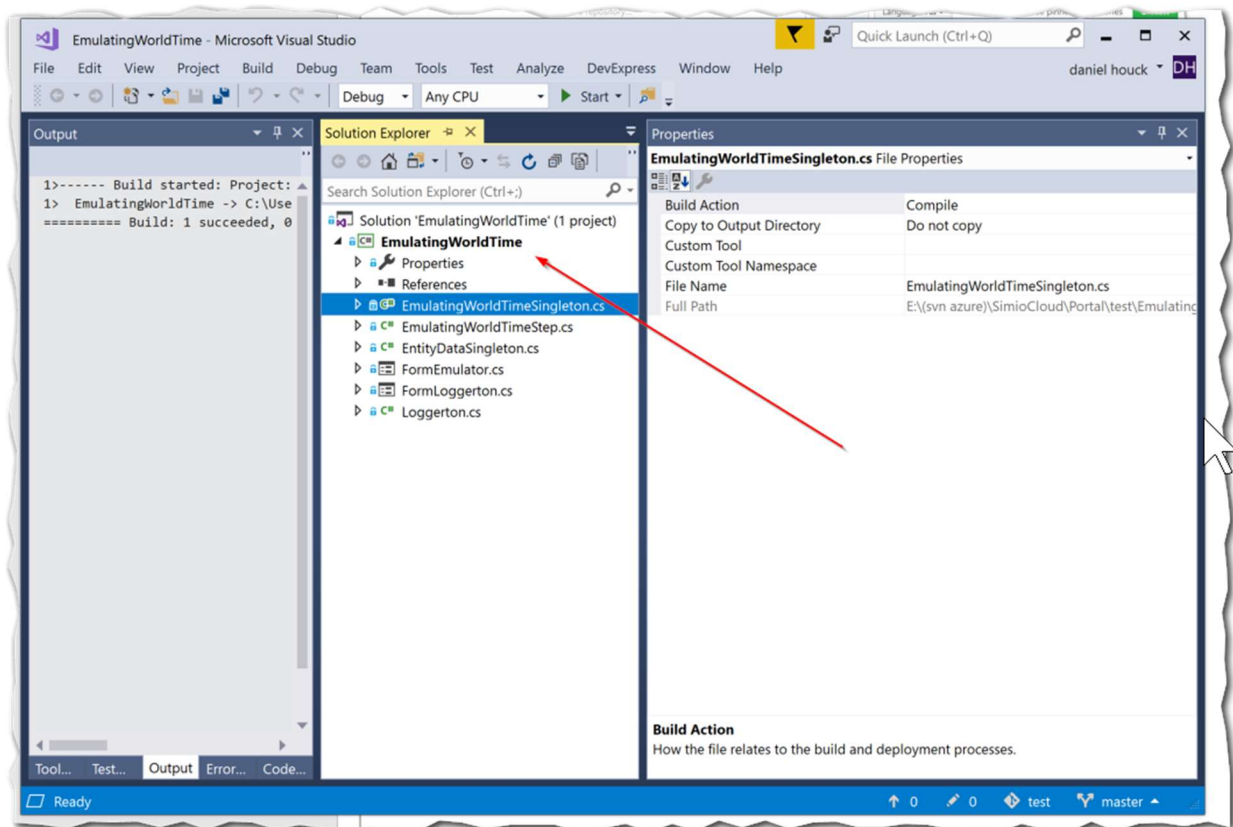 EmulatingWorldTime - Microsoft Visual Studio
Quick Launch (Ctrl+Q)
File Edit View Project Build Debug Team Tools Test Analyze DevExpress Window Help
daniel houck DH
Debug Any CPU Start
Output
1>------ Build started: Project:
1> EmulatingWorldTime -> C:\Use
========== Build: 1 succeeded, 0
Tool... Test... Output Error... Code...
Solution Explorer
Search Solution Explorer (Ctrl+;)
Solution 'EmulatingWorldTime' (1 project)
EmulatingWorldTime
Properties
References
EmulatingWorldTimeSingleton.cs
EmulatingWorldTimeStep.cs
EntityDataSingleton.cs
FormEmulator.cs
FormLoggerton.cs
Loggerton.cs
Properties
EmulatingWorldTimeSingleton.cs File Properties
Build Action Compile
Copy to Output Directory Do not copy
Custom Tool
Custom Tool Namespace
File Name EmulatingWorldTimeSingleton.cs
Full Path E:\(svn azure)\SimioCloud\Portal\test\Emulating
Build Action
How the file relates to the build and deployment processes.
Ready
0 0 test master